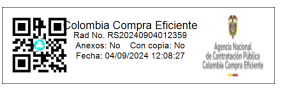 Colombia Compra Eficiente
Rad No. RS20240904012359
Anexos: No Con copia: No
Fecha: 04/09/2024 12:08:27
Agencia Nacional
de Contratación Pública
Colombia Compra Eficiente